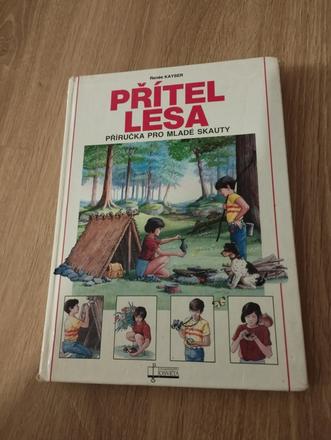 Renée KAYSER
PŘÍTEL
LESA
PŘÍRUČKA PRO MLADÉ SKAUTY